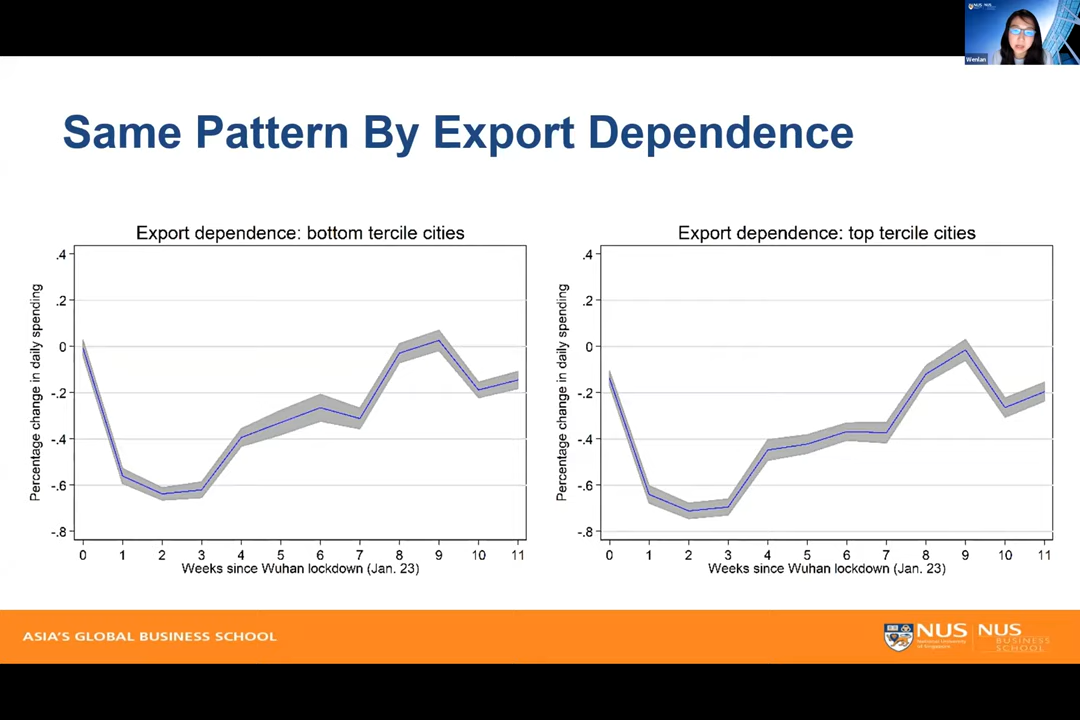 NUS NUS
Wenlan
Same Pattern By Export Dependence
Export dependence: bottom tercile cities
Percentage change in daily spending
.4
.2
0
-.2
-.4
-.6
-.8
0 1 2 3 4 5 6 7 8 9 10 11
Weeks since Wuhan lockdown (Jan. 23)
Export dependence: top tercile cities
Percentage change in daily spending
.4
.2
0
-.2
-.4
-.6
-.8
0 1 2 3 4 5 6 7 8 9 10 11
Weeks since Wuhan lockdown (Jan. 23)
ASIA'S GLOBAL BUSINESS SCHOOL
NUS
National University
of Singapore
NUS
BUSINESS
SCHOOL